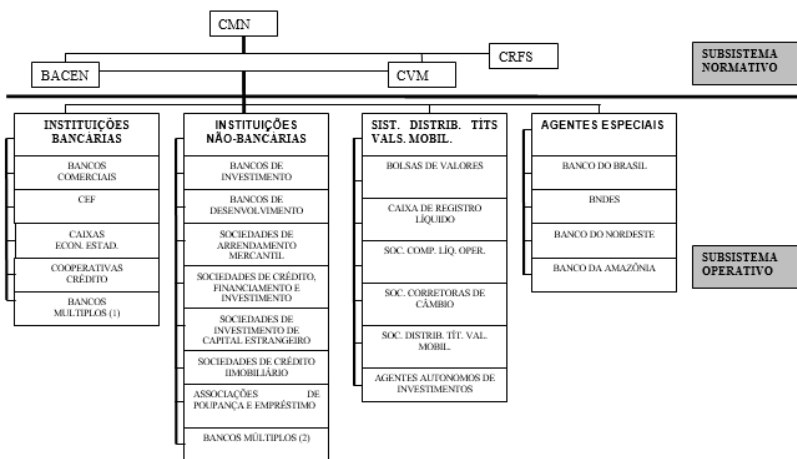 CMN
CRFS
SUBSISTEMA
NORMATIVO
BACEN
CVM
INSTITUIÇÕES
BANCÁRIAS
BANCOS
COMERCIAIS
CEF
CAIXAS
ECON. ESTAD.
COOPERATIVAS
CRÉDITO
BANCOS
MULTIPLOS (1)
INSTITUIÇÕES
NÃO-BANCÁRIAS
BANCOS DE
INVESTIMENTO
BANCOS DE
DESENVOLVIMENTO
SOCIEDADES DE
ARRENDAMENTO
MERCANTIL
SOCIEDADES DE CRÉDITO,
FINANCIAMENTO E
INVESTIMENTO
SOCIEDADES DE
INVESTIMENTO DE
CAPITAL ESTRANGEIRO
SOCIEDADES DE CRÉDITO
IIMOBILIÁRIO
ASSOCIAÇÕES DE
POUPANÇA E EMPRÉSTIMO
BANCOS MÚLTIPLOS (2)
SIST. DISTRIB. TÍTS
VALS. MOBIL.
BOLSAS DE VALORES
CAIXA DE REGISTRO
LÍQUIDO
SOC. COMP. LÍQ. OPER.
SOC. CORRETORAS DE
CÂMBIO
SOC. DISTRIB. TÍT. VAL.
MOBIL.
AGENTES AUTONOMOS DE
INVESTIMENTOS
AGENTES ESPECIAIS
BANCO DO BRASIL
BNDES
BANCO DO NORDESTE
BANCO DA AMAZÔNIA
SUBSISTEMA
OPERATIVO